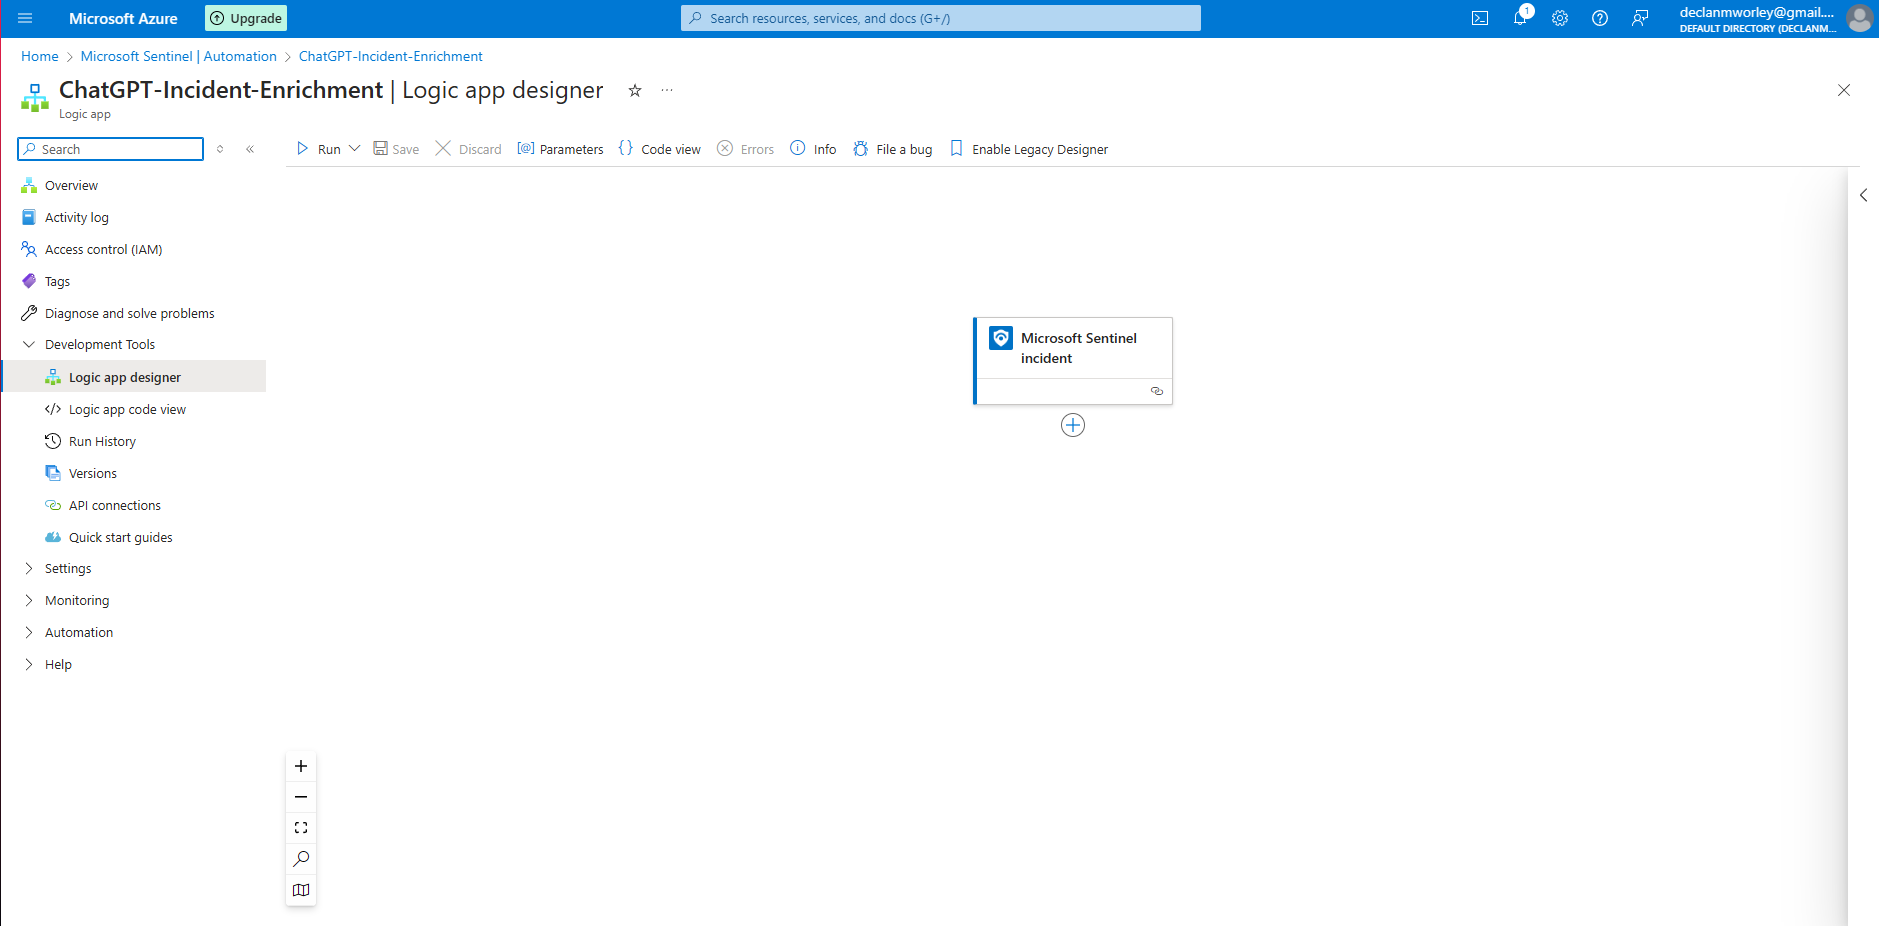 Microsoft Azure
Upgrade
Search resources, services, and docs (G+/)
1
declanmworley@gmail....
DEFAULT DIRECTORY (DECLANM...
Home > Microsoft Sentinel | Automation > ChatGPT-Incident-Enrichment
ChatGPT-Incident-Enrichment | Logic app designer
Logic app
Search
Run Save Discard Parameters Code view Errors Info File a bug Enable Legacy Designer
Overview
Activity log
Access control (IAM)
Tags
Diagnose and solve problems
Development Tools
Logic app designer
Logic app code view
Run History
Versions
API connections
Quick start guides
Settings
Monitoring
Automation
Help
Microsoft Sentinel
incident